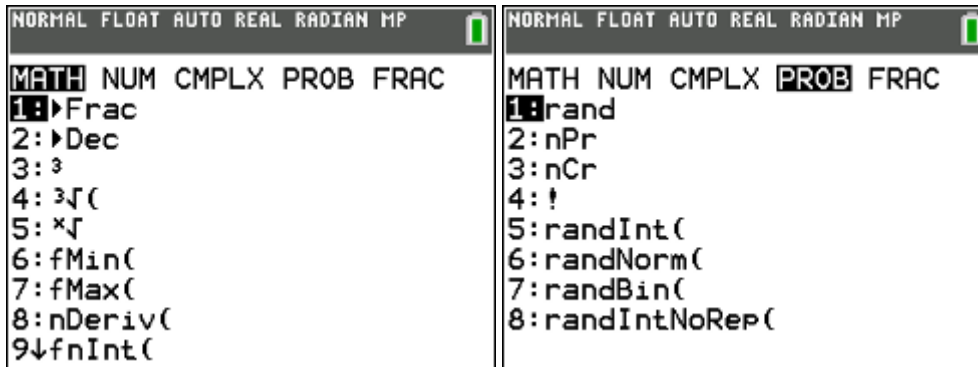 NORMAL FLOAT AUTO REAL RADIAN MP
MATH NUM CMPLX PROB FRAC
1:▶Frac
2:▶Dec
3:³
4:³√(
5:ˣ√
6:fMin(
7:fMax(
8:nDeriv(
9↓fnInt(
NORMAL FLOAT AUTO REAL RADIAN MP
MATH NUM CMPLX PROB FRAC
1:rand
2:nPr
3:nCr
4:!
5:randInt(
6:randNorm(
7:randBin(
8:randIntNoRep(